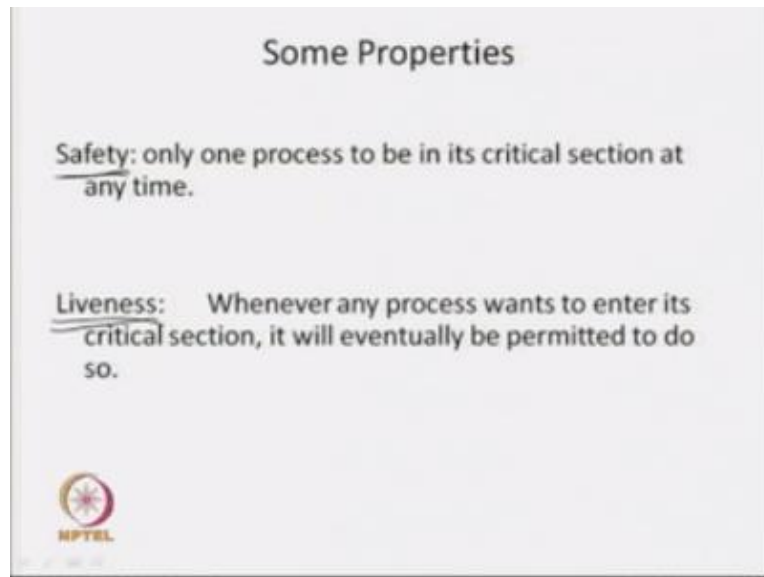 Some Properties
Safety: only one process to be in its critical section at
any time.
Liveness: Whenever any process wants to enter its
critical section, it will eventually be permitted to do
so.
NPTEL